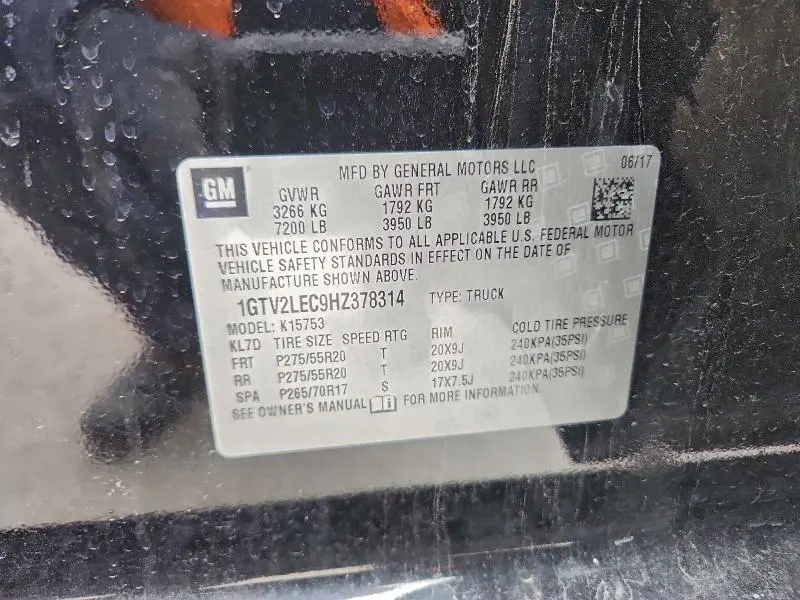 GM
MFD BY GENERAL MOTORS LLC 06/17
GVWR GAWR FRT GAWR RR
3266 KG 1792 KG 1792 KG
7200 LB 3950 LB 3950 LB
THIS VEHICLE CONFORMS TO ALL APPLICABLE U.S. FEDERAL MOTOR
VEHICLE SAFETY STANDARDS IN EFFECT ON THE DATE OF
MANUFACTURE SHOWN ABOVE.
1GTV2LEC9HZ378314 TYPE: TRUCK
MODEL: K15753
KL7D TIRE SIZE SPEED RTG RIM COLD TIRE PRESSURE
FRT P275/55R20 T 20X9J 240KPA(35PSI)
RR P275/55R20 T 20X9J 240KPA(35PSI)
SPA P265/70R17 S 17X7.5J 240KPA(35PSI)
SEE OWNER'S MANUAL FOR MORE INFORMATION.